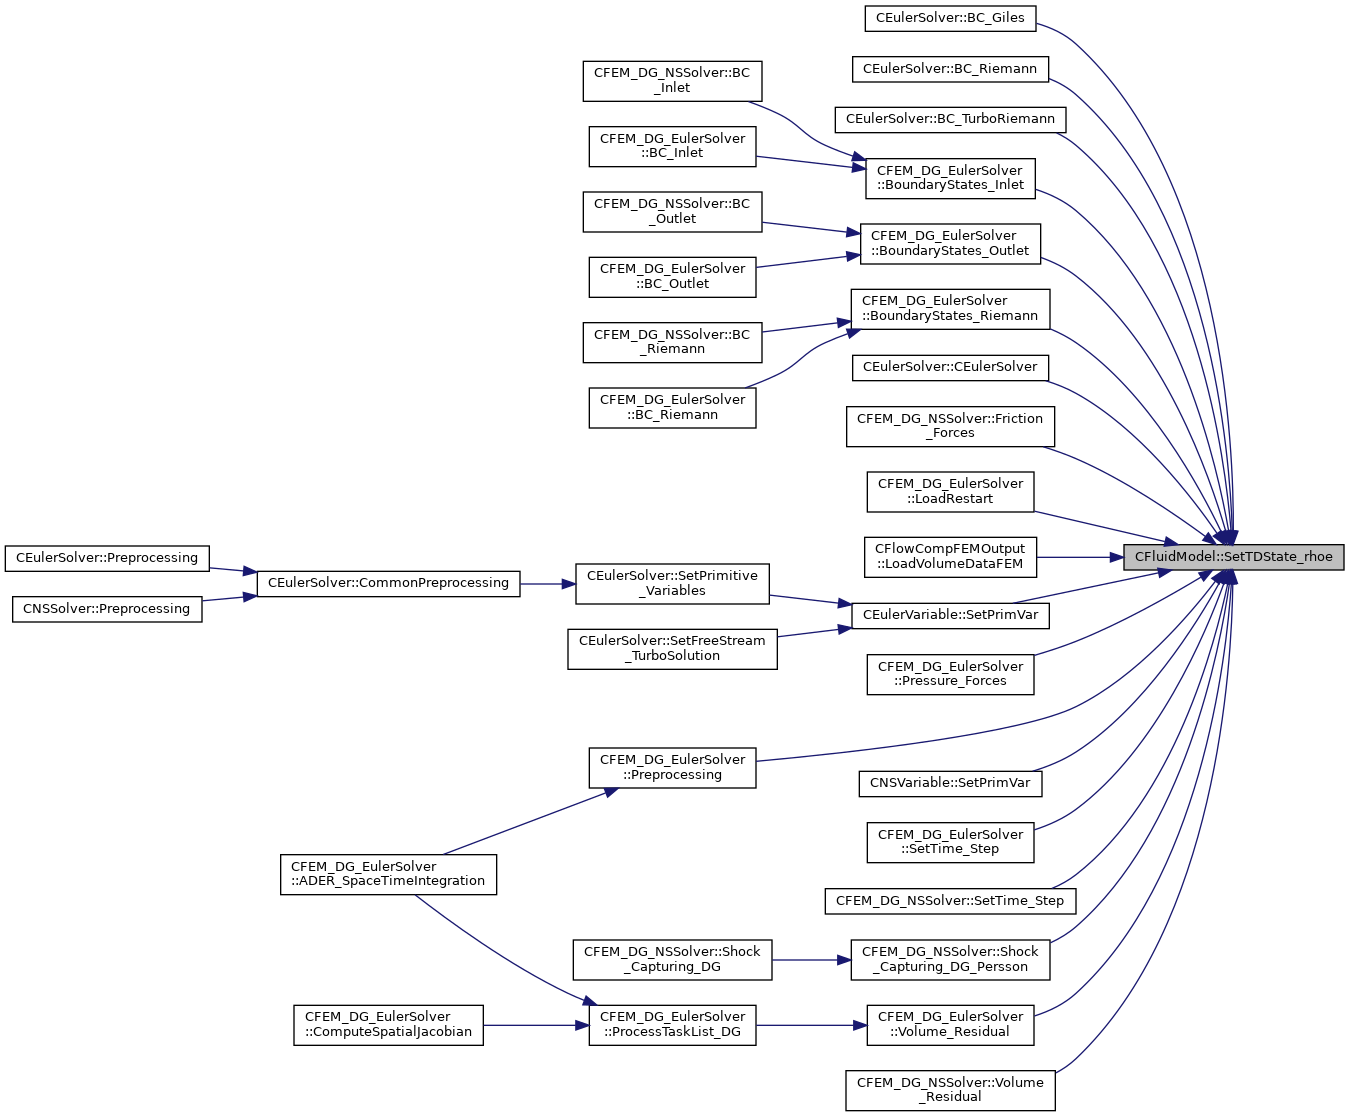 CEulerSolver::BC_Giles
CEulerSolver::BC_Riemann
CFEM_DG_NSSolver::BC
_Inlet
CEulerSolver::BC_TurboRiemann
CFEM_DG_EulerSolver
::BC_Inlet
CFEM_DG_EulerSolver
::BoundaryStates_Inlet
CFEM_DG_NSSolver::BC
_Outlet
CFEM_DG_EulerSolver
::BoundaryStates_Outlet
CFEM_DG_EulerSolver
::BC_Outlet
CFEM_DG_EulerSolver
::BoundaryStates_Riemann
CFEM_DG_NSSolver::BC
_Riemann
CEulerSolver::CEulerSolver
CFEM_DG_EulerSolver
::BC_Riemann
CFEM_DG_NSSolver::Friction
_Forces
CFEM_DG_EulerSolver
::LoadRestart
CEulerSolver::Preprocessing
CFlowCompFEMOutput
::LoadVolumeDataFEM
CFluidModel::SetTDState_rhoe
CEulerSolver::CommonPreprocessing
CEulerSolver::SetPrimitive
_Variables
CNSSolver::Preprocessing
CEulerVariable::SetPrimVar
CEulerSolver::SetFreeStream
_TurboSolution
CFEM_DG_EulerSolver
::Pressure_Forces
CFEM_DG_EulerSolver
::Preprocessing
CNSVariable::SetPrimVar
CFEM_DG_EulerSolver
::SetTime_Step
CFEM_DG_EulerSolver
::ADER_SpaceTimeIntegration
CFEM_DG_NSSolver::SetTime_Step
CFEM_DG_NSSolver::Shock
_Capturing_DG
CFEM_DG_NSSolver::Shock
_Capturing_DG_Persson
CFEM_DG_EulerSolver
::ComputeSpatialJacobian
CFEM_DG_EulerSolver
::ProcessTaskList_DG
CFEM_DG_EulerSolver
::Volume_Residual
CFEM_DG_NSSolver::Volume
_Residual